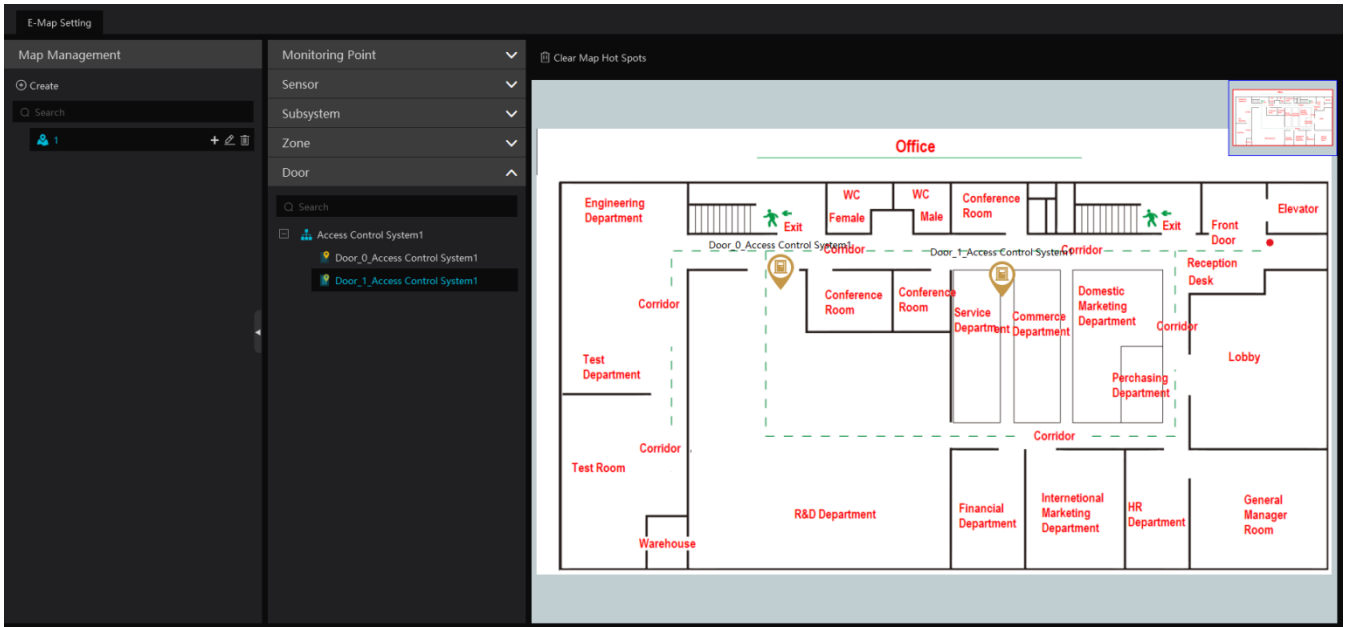 E-Map Setting
Map Management
Create
Search
1
Monitoring Point
Sensor
Subsystem
Zone
Door
Search
Access Control System1
Door_0_Access Control System1
Door_1_Access Control System1
Clear Map Hot Spots
Office
Engineering
Department
Exit
WC
Female
WC
Male
Conference
Room
Exit
Front
Door
Elevator
Door_0_Access Control System1
Corridor
Door_1_Access Control System1
Corridor
Reception
Desk
Corridor
Conference
Room
Conference
Room
Service
Department
Commerce
Department
Domestic
Marketing
Department
Corridor
Lobby
Test
Department
Perchasing
Department
Corridor
Corridor
Test Room
R&D Department
Financial
Department
Internetional
Marketing
Department
HR
Department
General
Manager
Room
Warehouse